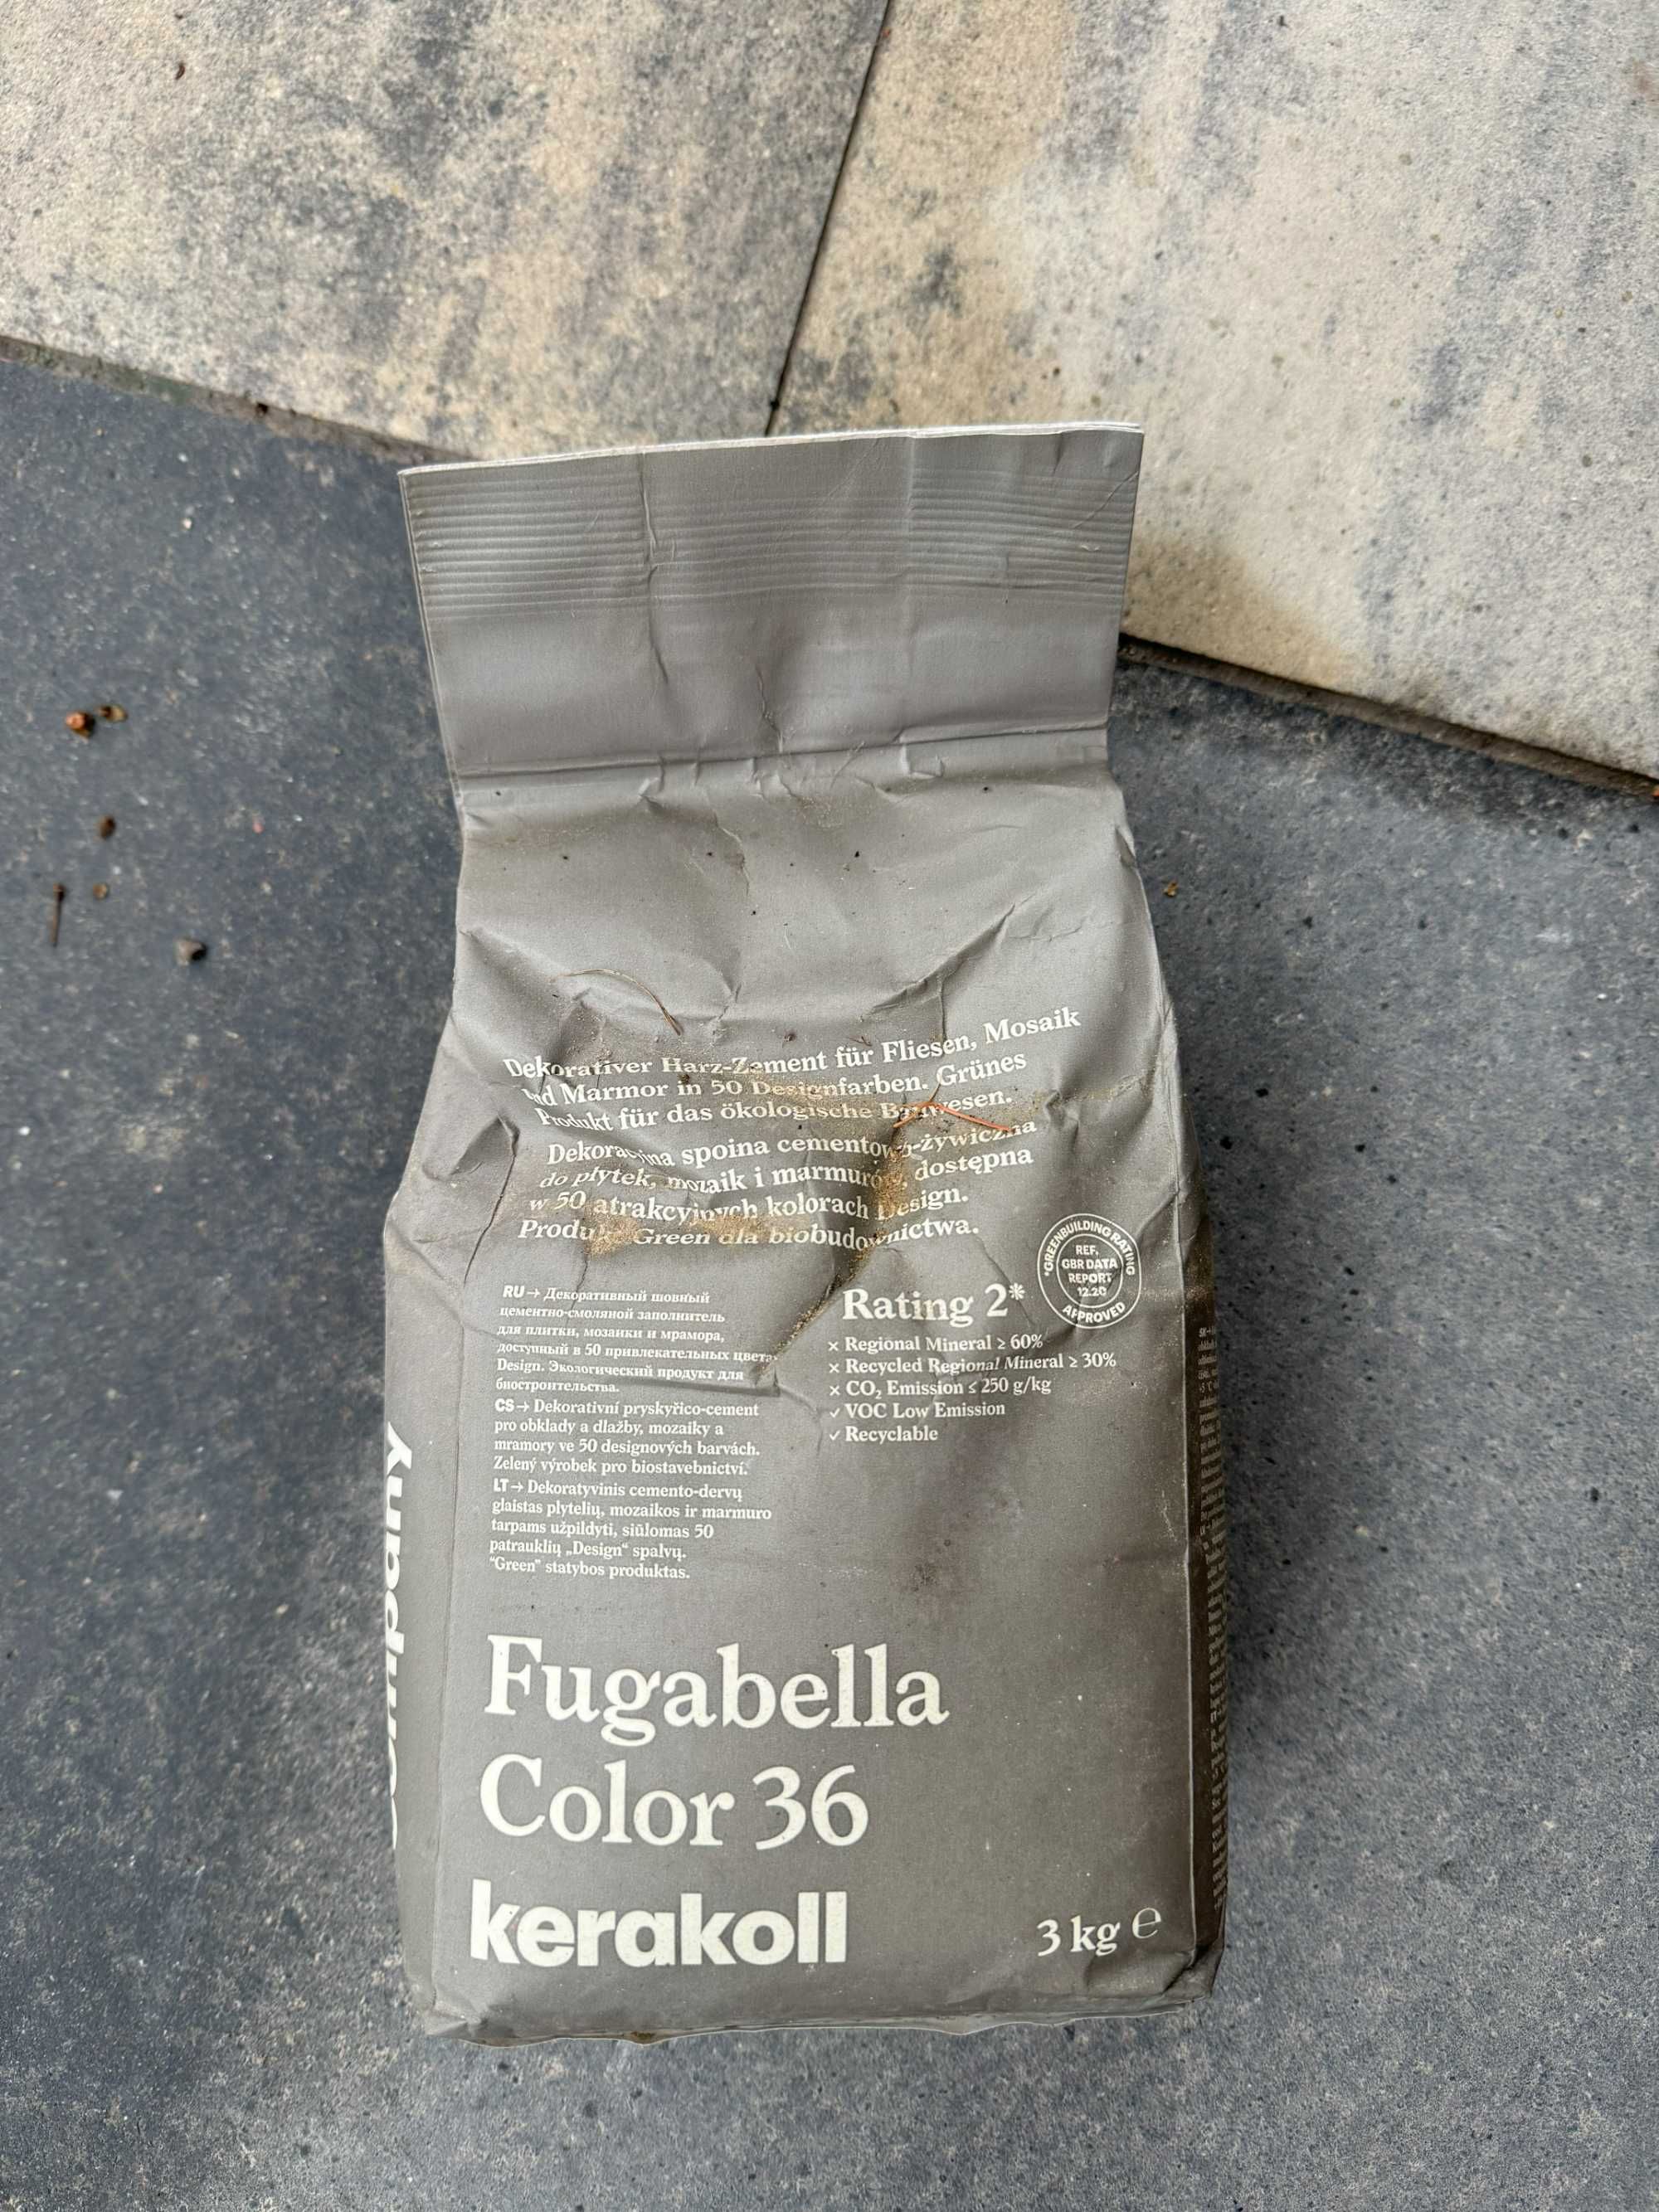 Dekorativer Harz-Zement für Fliesen, Mosaik
und Marmor in 50 Designfarben. Grünes
Produkt für das ökologische Bauwesen.
Dekoracyjna spoina cementowo-żywiczna
do płytek, mozaik i marmurów, dostępna
w 50 atrakcyjnych kolorach Design.
Produkt Green dla biobudownictwa.
RU → Декоративный шовный
цементно-смоляной заполнитель
для плитки, мозаики и мрамора,
доступный в 50 привлекательных цветах
Design. Экологический продукт для
биостроительства.
CS → Dekorativní pryskyřico-cement
pro obklady a dlažby, mozaiky a
mramory ve 50 designových barvách.
Zelený výrobek pro biostavebnictví.
LT → Dekoratyvinis cemento-dervų
glaistas plytelių, mozaikos ir marmuro
tarpams užpildyti, siūlomas 50
patrauklių „Design“ spalvų.
"Green" statybos produktas.
Rating 2*
× Regional Mineral ≥ 60%
× Recycled Regional Mineral ≥ 30%
× CO₂ Emission ≤ 250 g/kg
✓ VOC Low Emission
✓ Recyclable
*GREENBUILDING RATING
REF.
GBR DATA
REPORT
12.20
APPROVED
Fugabella
Color 36
kerakoll
3 kg ℮